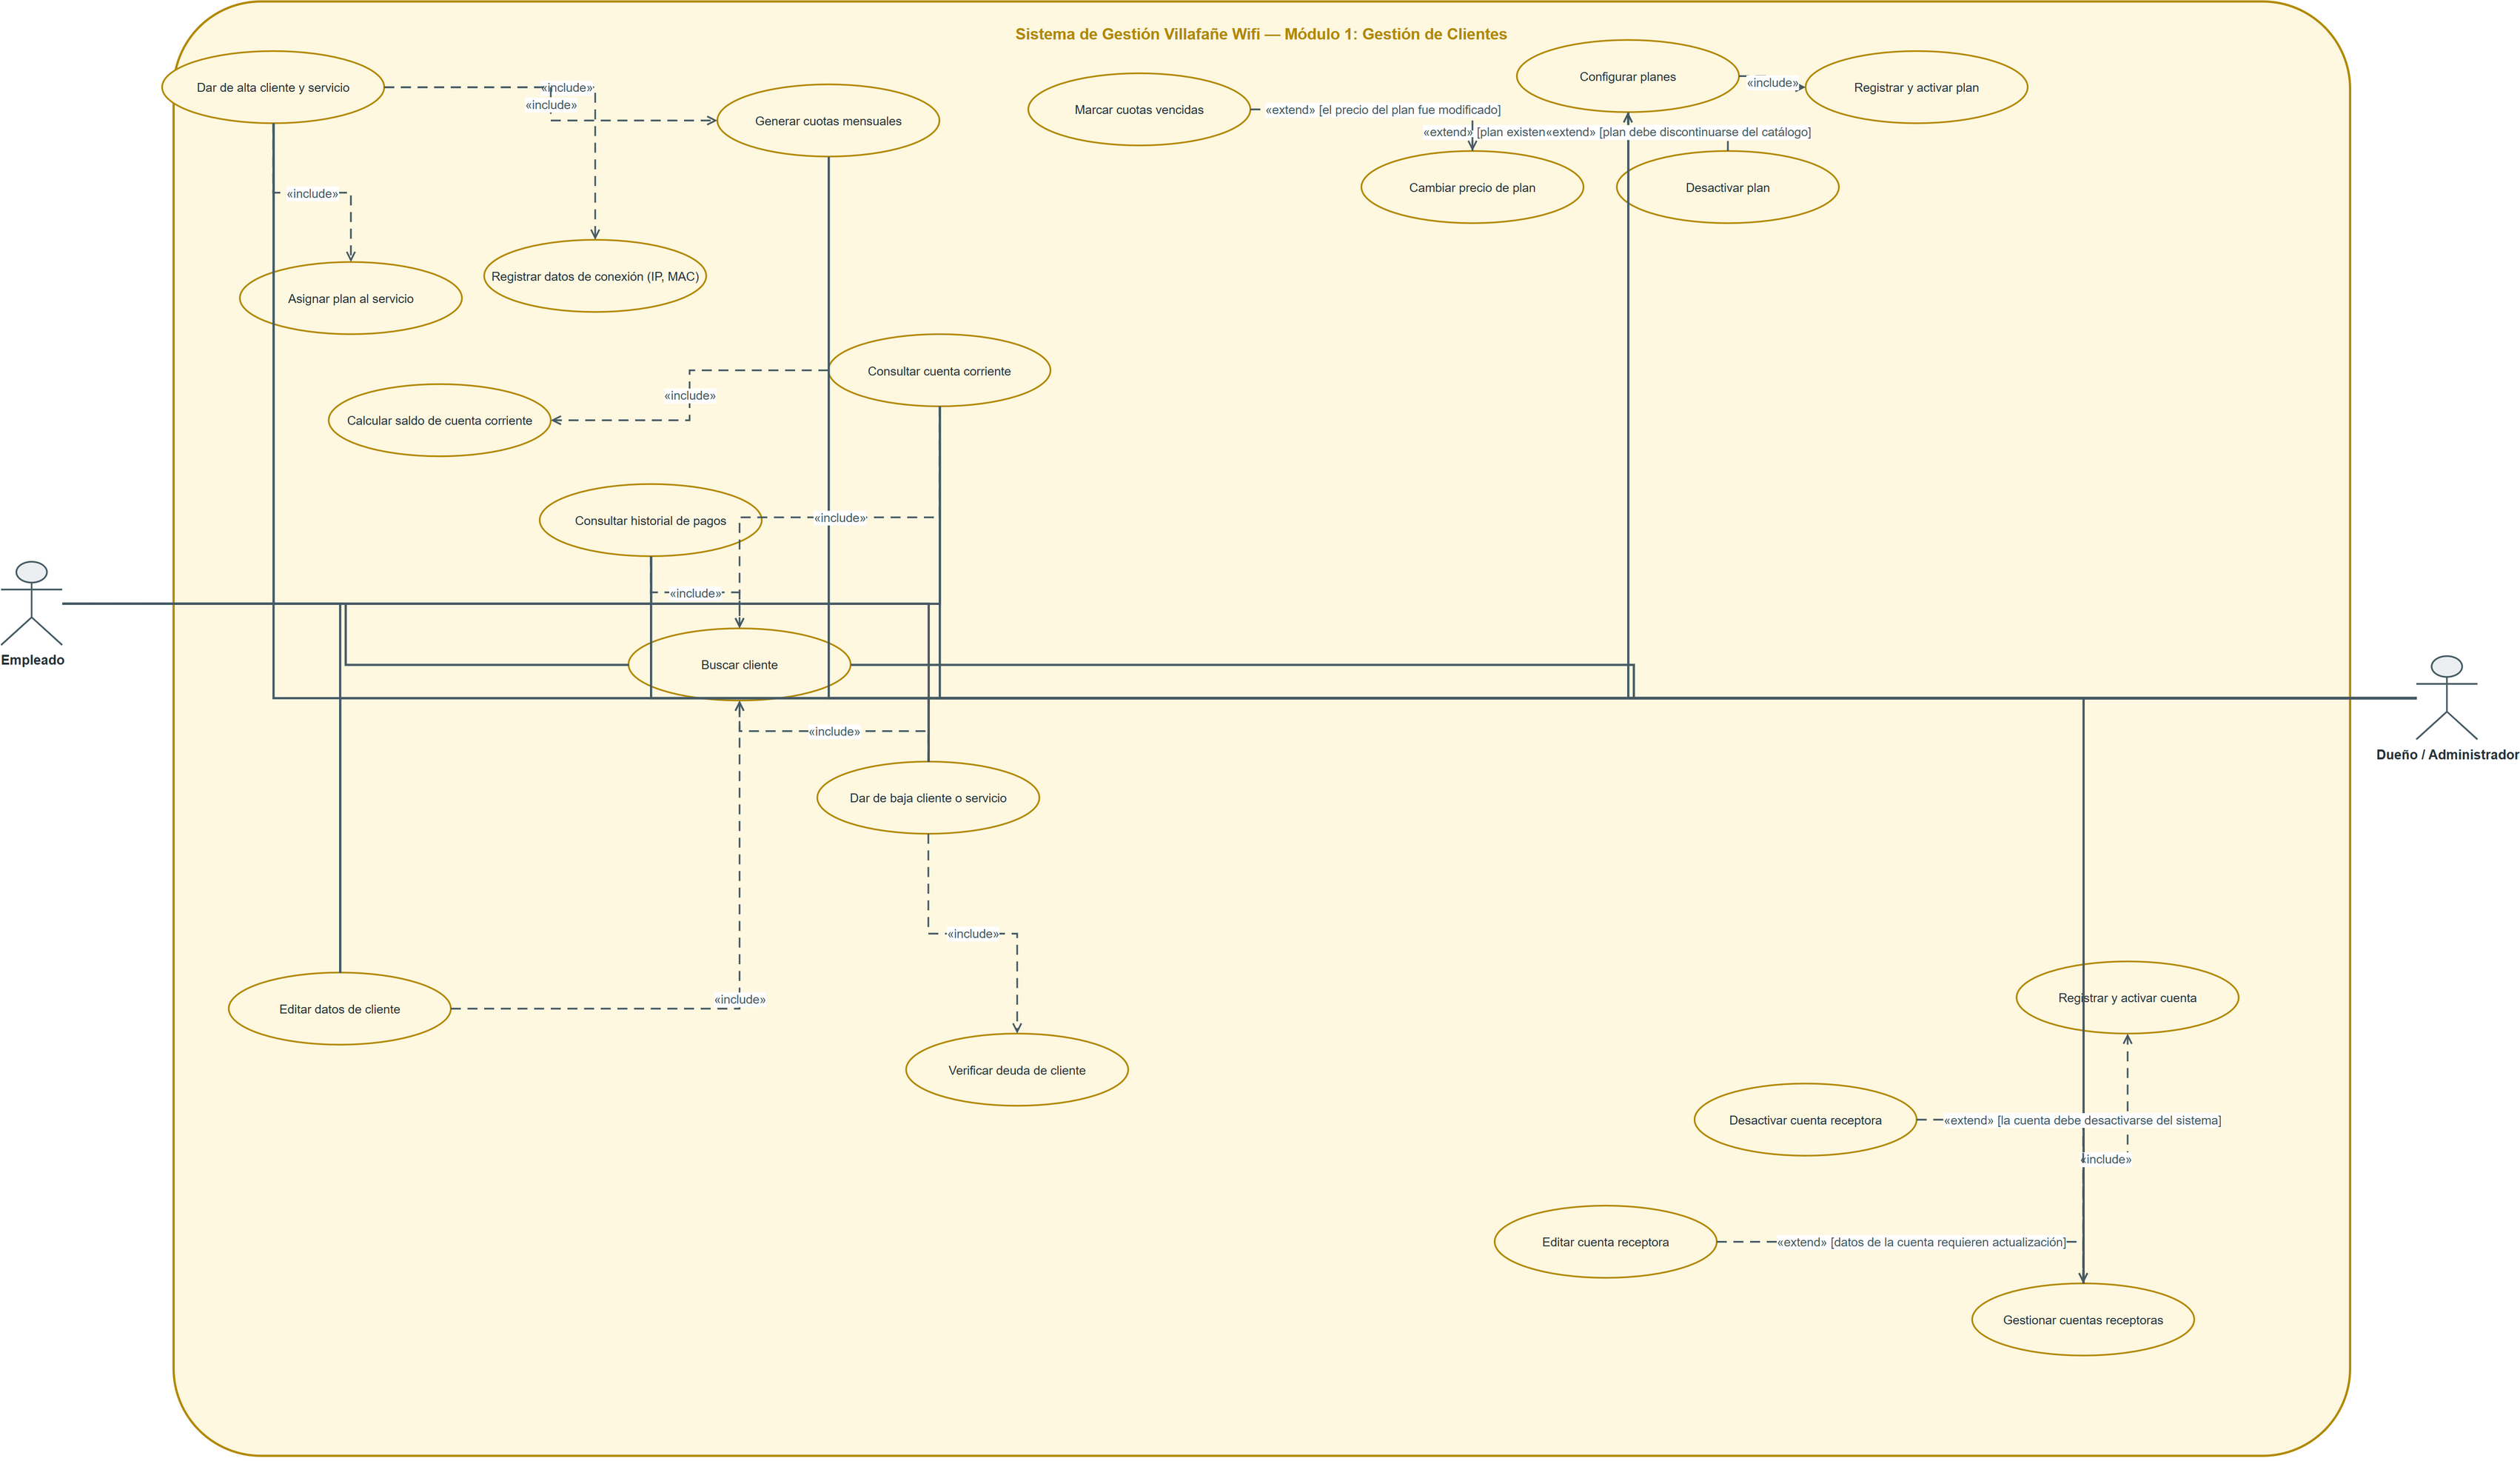 Sistema de Gestión Villafañe Wifi — Módulo 1: Gestión de Clientes
Dar de alta cliente y servicio
«include»
«include»
Generar cuotas mensuales
Marcar cuotas vencidas
«extend» [el precio del plan fue modificado]
Configurar planes
«include»
Registrar y activar plan
«extend» [plan existen
«extend» [plan debe discontinuarse del catálogo]
Cambiar precio de plan
Desactivar plan
«include»
Registrar datos de conexión (IP, MAC)
Asignar plan al servicio
Consultar cuenta corriente
«include»
Calcular saldo de cuenta corriente
Consultar historial de pagos
«include»
«include»
Empleado
Buscar cliente
Dueño / Administrador
«include»
Dar de baja cliente o servicio
«include»
Editar datos de cliente
«include»
Verificar deuda de cliente
Registrar y activar cuenta
Desactivar cuenta receptora
«extend» [la cuenta debe desactivarse del sistema]
«include»
Editar cuenta receptora
«extend» [datos de la cuenta requieren actualización]
Gestionar cuentas receptoras